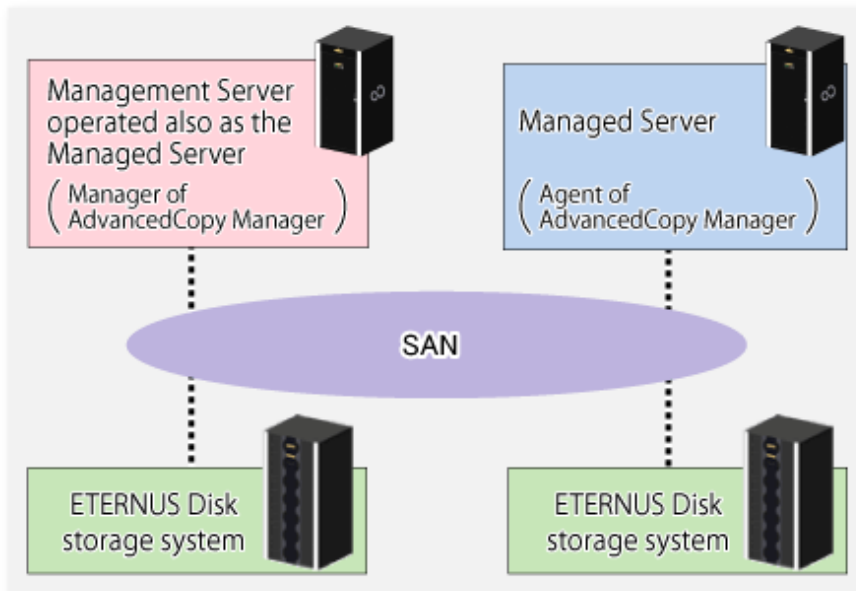 Management Server
operated also as the
Managed Server
( Manager of
AdvancedCopy Manager )
Managed Server
( Agent of
AdvancedCopy Manager )
SAN
ETERNUS Disk
storage system
ETERNUS Disk
storage system